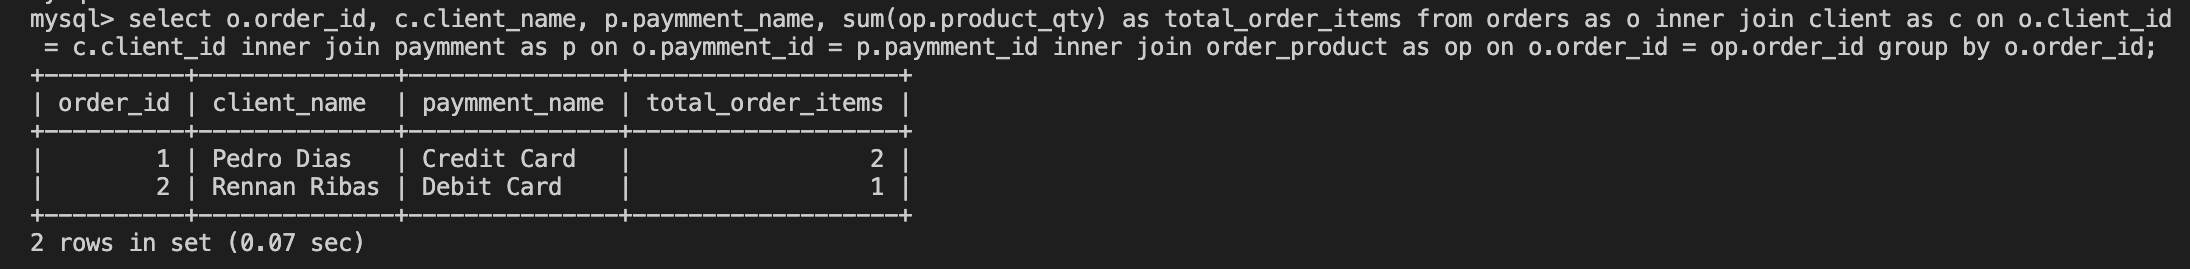 mysql> select o.order_id, c.client_name, p.paymment_name, sum(op.product_qty) as total_order_items from orders as o inner join client as c on o.client_id
 = c.client_id inner join paymment as p on o.paymment_id = p.paymment_id inner join order_product as op on o.order_id = op.order_id group by o.order_id;
+----------+--------------+---------------+-------------------+
| order_id | client_name  | paymment_name | total_order_items |
+----------+--------------+---------------+-------------------+
|        1 | Pedro Dias   | Credit Card   |                 2 |
|        2 | Rennan Ribas | Debit Card    |                 1 |
+----------+--------------+---------------+-------------------+
2 rows in set (0.07 sec)